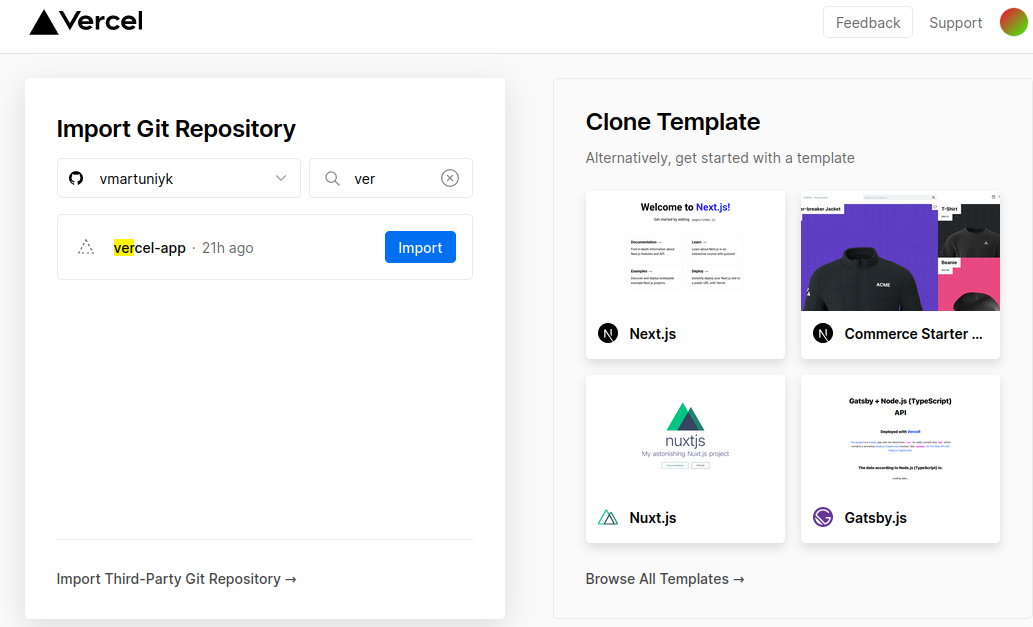 Vercel
Feedback
Support
Import Git Repository
vmartuniyk
ver
vercel-app · 21h ago
Import
Import Third-Party Git Repository →
Clone Template
Alternatively, get started with a template
Welcome to Next.js!
Get started by editing pages/index.js
Documentation →
Find in-depth information about
Next.js features and API.
Learn →
Learn about Next.js in an
interactive course with quizzes!
Examples →
Discover and deploy boilerplate
example Next.js projects.
Deploy →
Instantly deploy your Next.js site to
a public URL with Vercel.
Next.js
er-breaker Jacket
T-Shirt
Beanie
ACME
Commerce Starter ...
nuxtjs
My astonishing Nuxt.js project
Nuxt.js
Gatsby + Node.js (TypeScript)
API
Deployed with Vercel!
The date according to Node.js (TypeScript) is:
Loading date...
Gatsby.js
Browse All Templates →